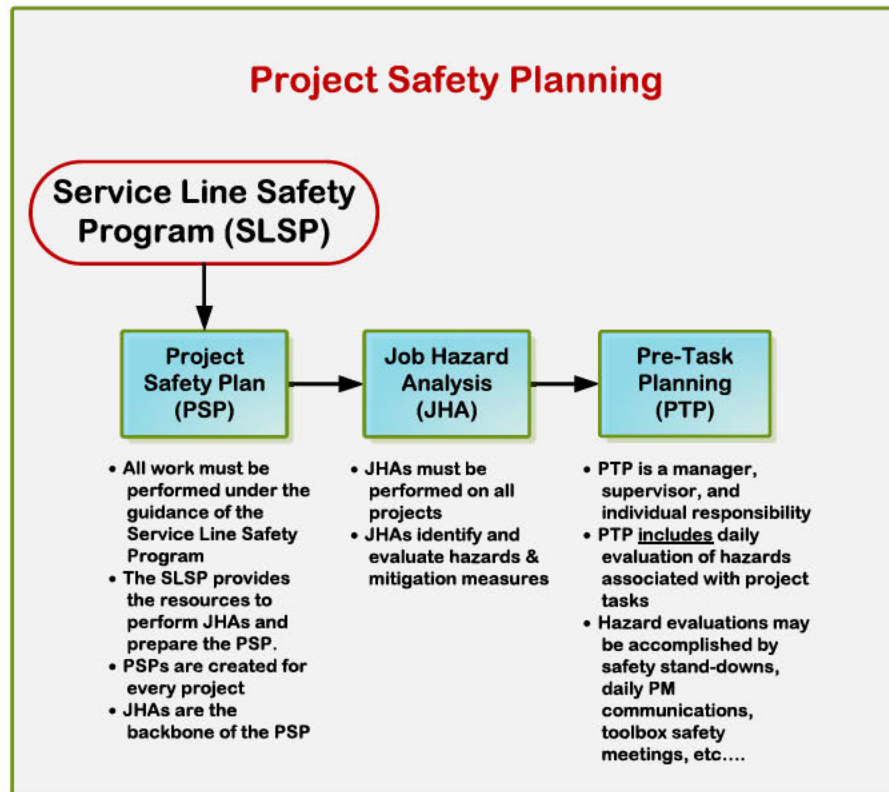 Project Safety Planning
Service Line Safety
Program (SLSP)
Project
Safety Plan
(PSP)
Job Hazard
Analysis
(JHA)
Pre-Task
Planning
(PTP)
• All work must be
performed under the
guidance of the
Service Line Safety
Program
• The SLSP provides
the resources to
perform JHAs and
prepare the PSP.
• PSPs are created for
every project
• JHAs are the
backbone of the PSP
• JHAs must be
performed on all
projects
• JHAs identify and
evaluate hazards &
mitigation measures
• PTP is a manager,
supervisor, and
individual responsibility
• PTP includes daily
evaluation of hazards
associated with project
tasks
• Hazard evaluations may
be accomplished by
safety stand-downs,
daily PM
communications,
toolbox safety
meetings, etc....